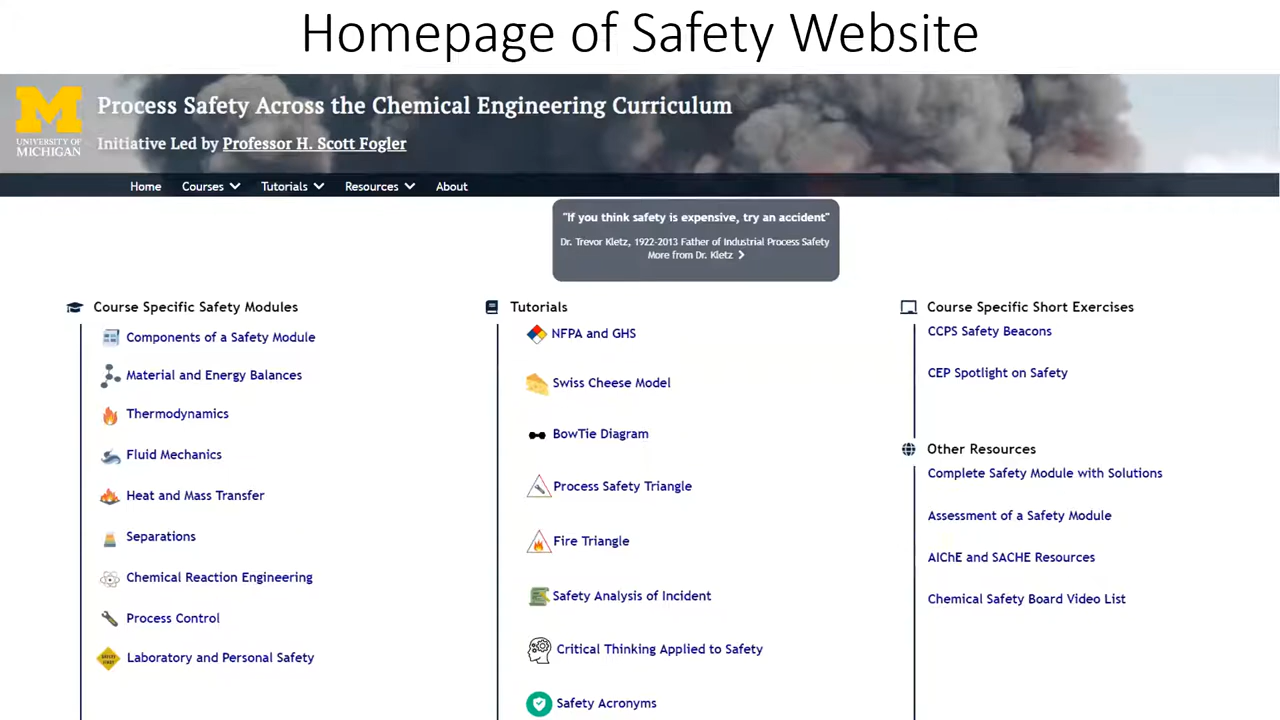 Homepage of Safety Website
Process Safety Across the Chemical Engineering Curriculum
UNIVERSITY OF
MICHIGAN
Initiative Led by Professor H. Scott Fogler
Home Courses Tutorials Resources About
"If you think safety is expensive, try an accident"
Dr. Trevor Kletz, 1922-2013 Father of Industrial Process Safety
More from Dr. Kletz
Course Specific Safety Modules
Components of a Safety Module
Material and Energy Balances
Thermodynamics
Fluid Mechanics
Heat and Mass Transfer
Separations
Chemical Reaction Engineering
Process Control
Laboratory and Personal Safety
Tutorials
NFPA and GHS
Swiss Cheese Model
BowTie Diagram
Process Safety Triangle
Fire Triangle
Safety Analysis of Incident
Critical Thinking Applied to Safety
Safety Acronyms
Course Specific Short Exercises
CCPS Safety Beacons
CEP Spotlight on Safety
Other Resources
Complete Safety Module with Solutions
Assessment of a Safety Module
AIChE and SACHE Resources
Chemical Safety Board Video List